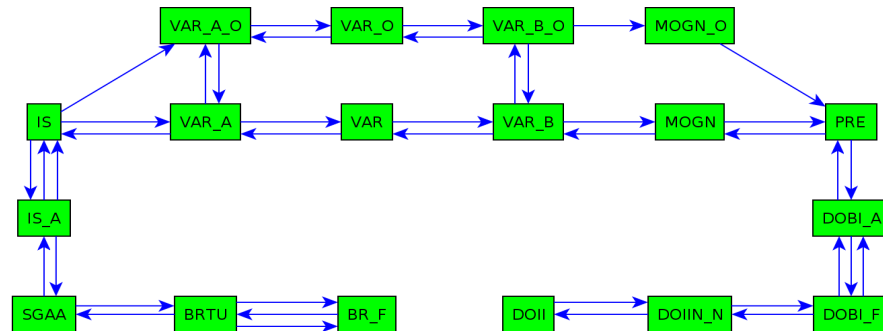 VAR_A_O VAR_O VAR_B_O MOGN_O
IS VAR_A VAR VAR_B MOGN PRE
IS_A DOBI_A
SGAA BRTU BR_F DOII DOIIN_N DOBI_F